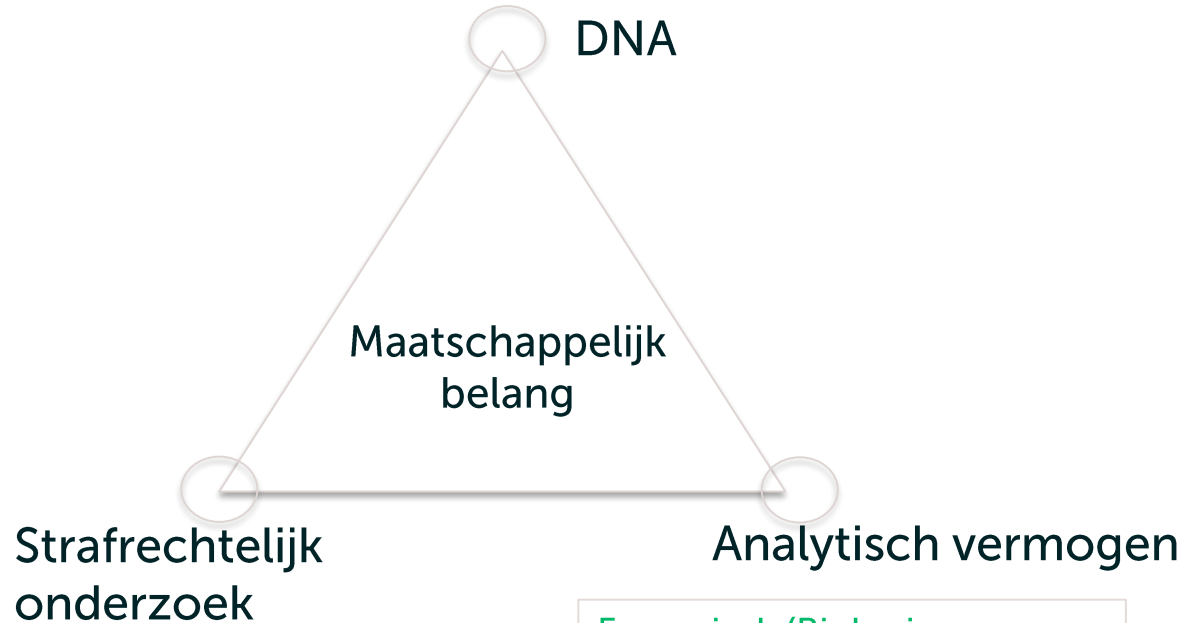 DNA
Maatschappelijk
belang
Strafrechtelijk
onderzoek
Analytisch vermogen